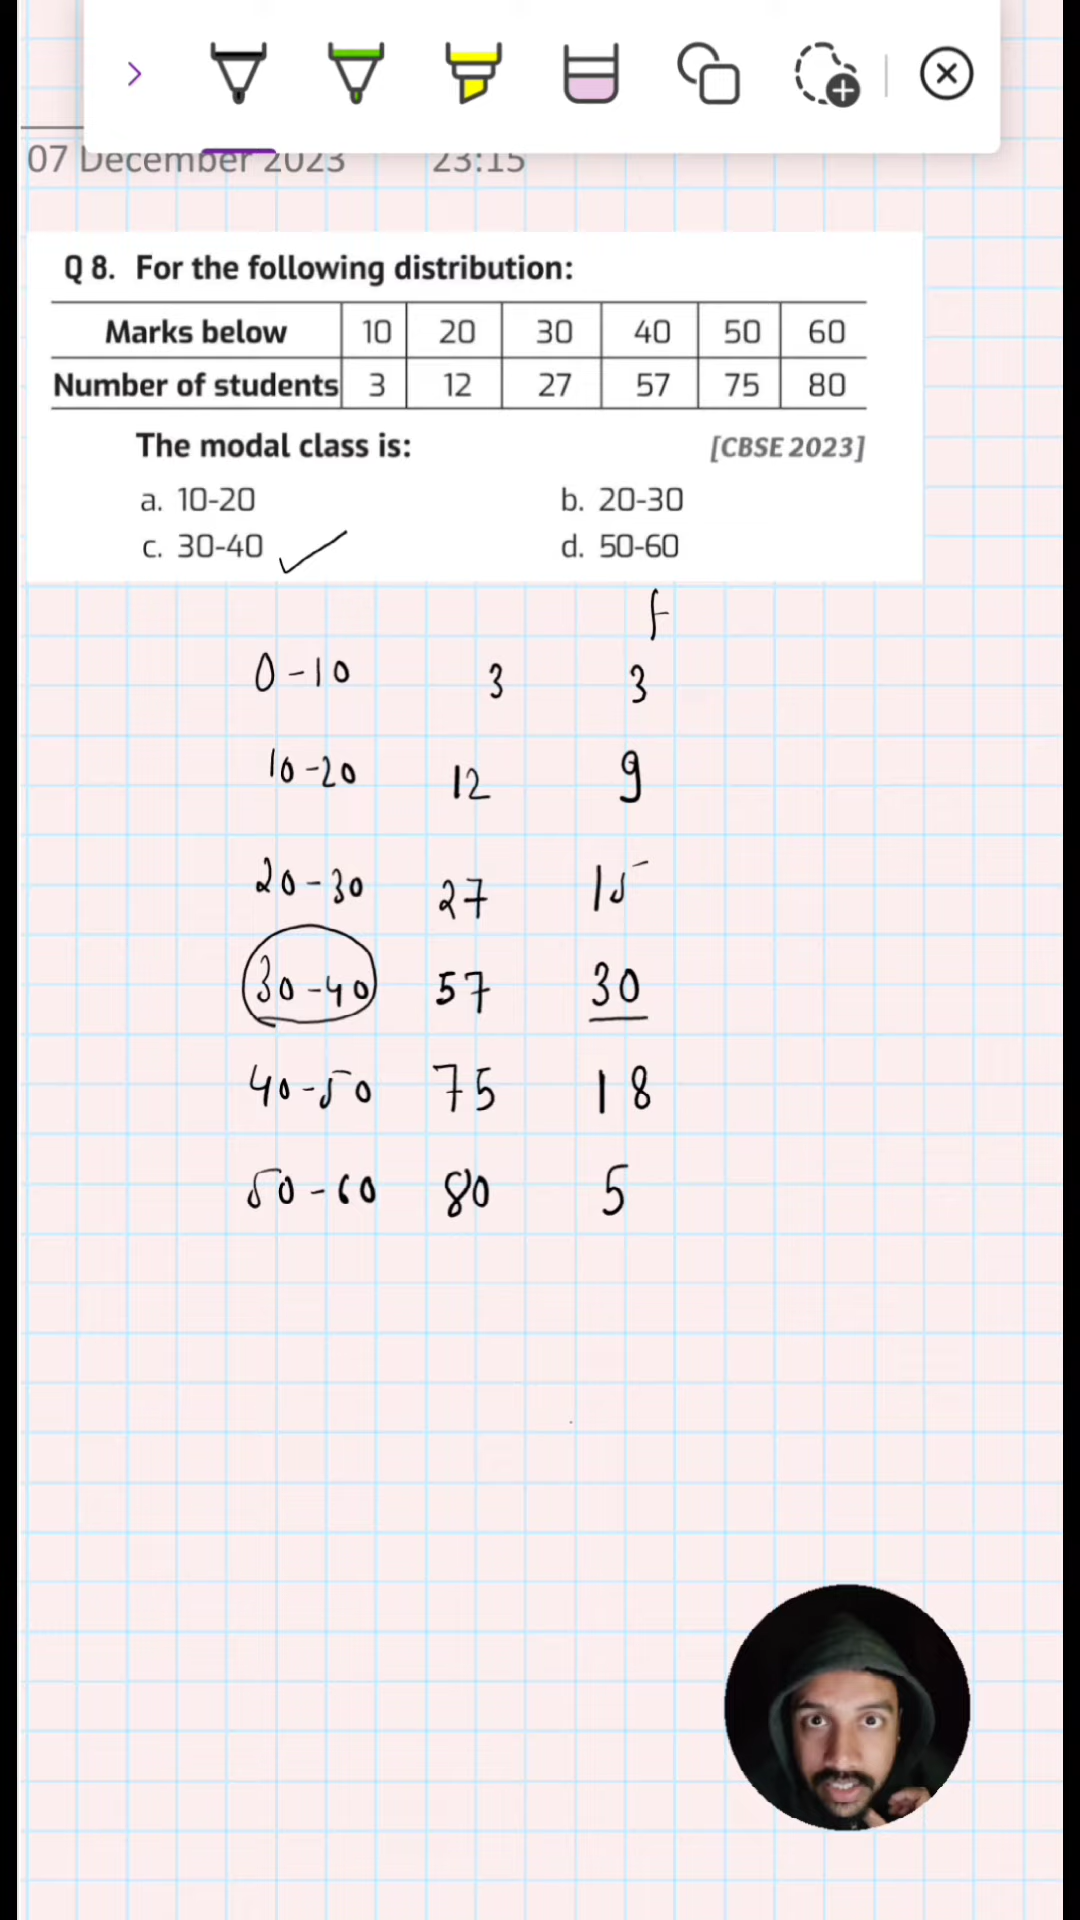 07 December 2023 23:15
Q 8. For the following distribution:
Marks below 10 20 30 40 50 60
Number of students 3 12 27 57 75 80
The modal class is: [CBSE 2023]
a. 10-20 b. 20-30
c. 30-40 d. 50-60
f
0-10 3 3
10-20 12 9
20-30 27 15
30-40 57 30
40-50 75 18
50-60 80 5